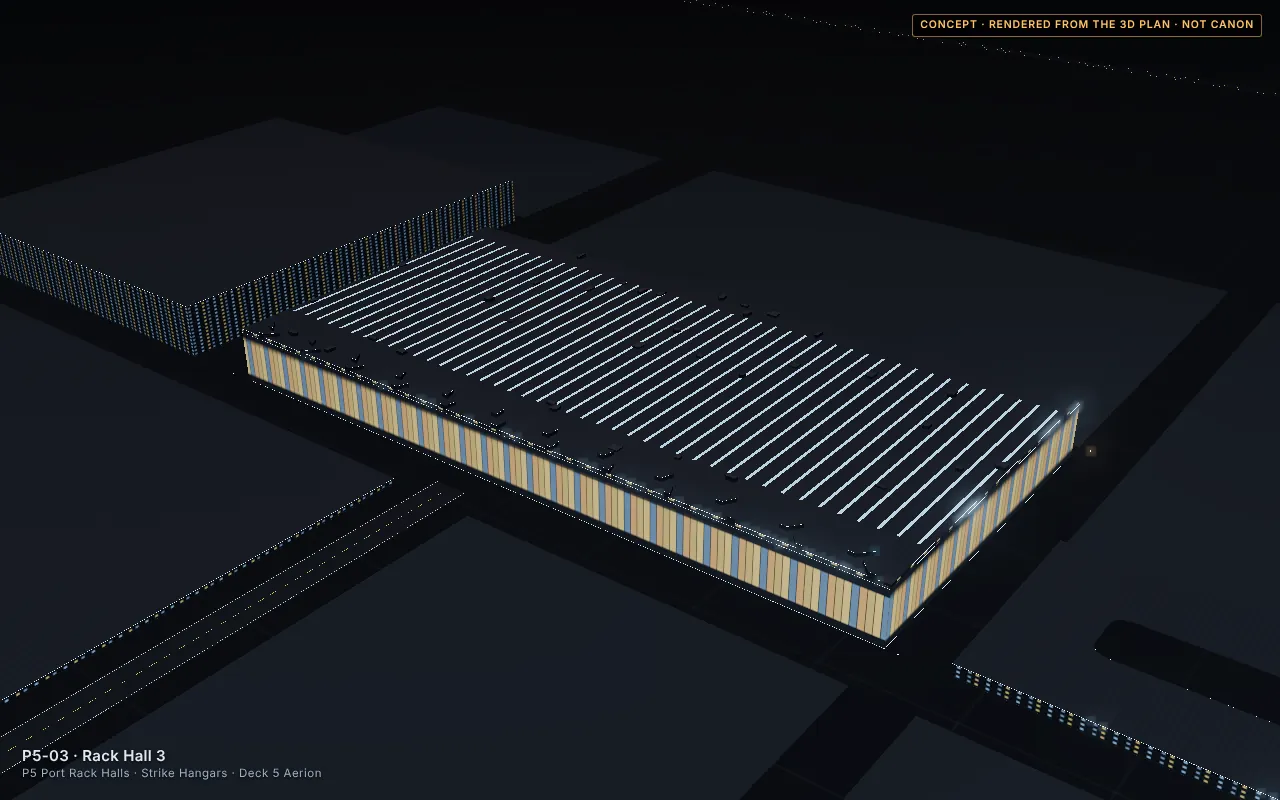 CONCEPT · RENDERED FROM THE 3D PLAN · NOT CANON
P5-03 · Rack Hall 3
P5 Port Rack Halls · Strike Hangars · Deck 5 Aerion